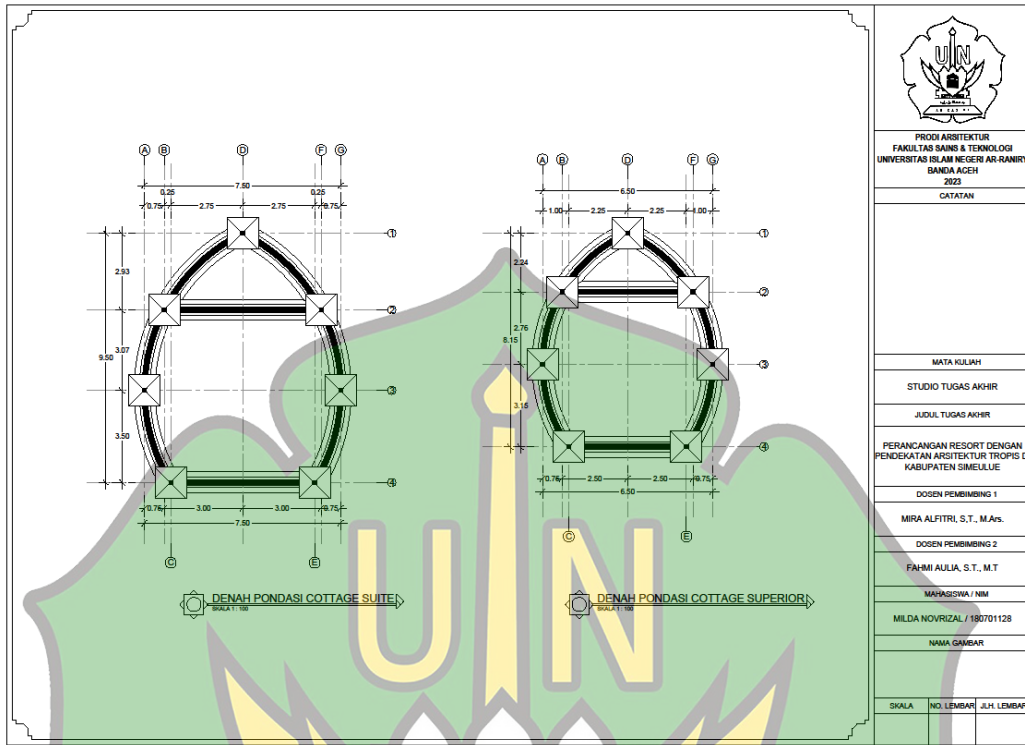 A B D F G
7.50
0.25 0.25
0.75 2.75 2.75 0.75
1
2.93
2
9.50
3.07
3
3.50
4
0.75 3.00 3.00 0.75
7.50
C E
DENAH PONDASI COTTAGE SUITE
SKALA 1 : 100
A B D F G
6.50
1.00 2.25 2.25 1.00
1
2.24
2
2.76
8.15
3
3.15
4
0.75 2.50 2.50 0.75
6.50
C E
DENAH PONDASI COTTAGE SUPERIOR
SKALA 1 : 100
UIN
UIN
PRODI ARSITEKTUR
FAKULTAS SAINS & TEKNOLOGI
UNIVERSITAS ISLAM NEGERI AR-RANIRY
BANDA ACEH
2023
CATATAN
MATA KULIAH
STUDIO TUGAS AKHIR
JUDUL TUGAS AKHIR
PERANCANGAN RESORT DENGAN
PENDEKATAN ARSITEKTUR TROPIS D
KABUPATEN SIMEULUE
DOSEN PEMBIMBING 1
MIRA ALFITRI, S,T., M.Ars.
DOSEN PEMBIMBING 2
FAHMI AULIA, S.T., M.T
MAHASISWA / NIM
MILDA NOVRIZAL / 180701128
NAMA GAMBAR
SKALA NO. LEMBAR JLH. LEMBAR